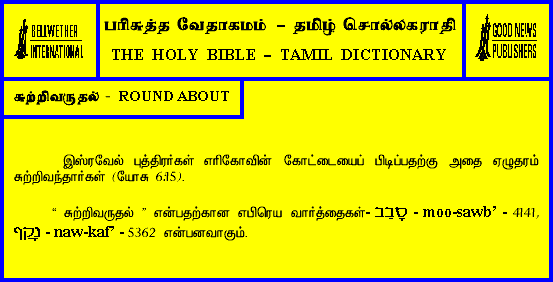 BELLWETHER
INTERNATIONAL
பரிசுத்த வேதாகமம் – தமிழ் சொல்லகராதி
THE HOLY BIBLE – TAMIL DICTIONARY
GOOD NEWS
PUBLISHERS
சுற்றிவருதல் - ROUND ABOUT
இஸ்ரவேல் புத்திரர்கள் எரிகோவின் கோட்டையைப் பிடிப்பதற்கு அதை ஏழுதரம்
சுற்றிவந்தார்கள் (யோசு 6:15).
“ சுற்றிவருதல் ” என்பதற்கான எபிரெய வார்த்தைகள்- סָבַב - moo-sawb’ - 4141,
נָקַף - naw-kaf’ - 5362 என்பனவாகும்.